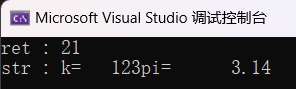 Microsoft Visual Studio 调试控制台
ret : 21
str : k=   123pi=      3.14